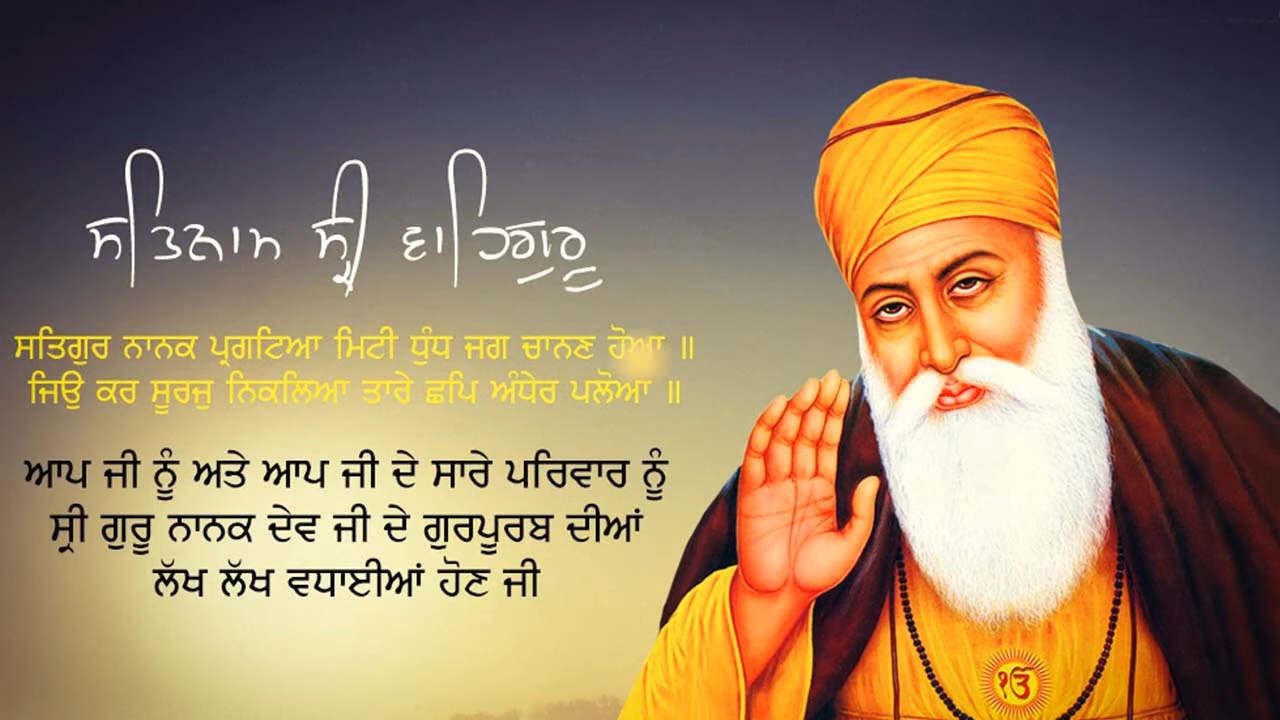 ਸਤਿਨਾਮ ਸ੍ਰੀ ਵਾਹਿਗੁਰੂ
ਸਤਿਗੁਰ ਨਾਨਕ ਪ੍ਰਗਟਿਆ ਮਿਟੀ ਧੁੰਧ ਜਗ ਚਾਨਣ ਹੋਆ ॥
ਜਿਉ ਕਰ ਸੂਰਜੁ ਨਿਕਲਿਆ ਤਾਰੇ ਛਪਿ ਅੰਧੇਰ ਪਲੋਆ ॥
ਆਪ ਜੀ ਨੂੰ ਅਤੇ ਆਪ ਜੀ ਦੇ ਸਾਰੇ ਪਰਿਵਾਰ ਨੂੰ
ਸ੍ਰੀ ਗੁਰੂ ਨਾਨਕ ਦੇਵ ਜੀ ਦੇ ਗੁਰਪੂਰਬ ਦੀਆਂ
ਲੱਖ ਲੱਖ ਵਧਾਈਆਂ ਹੋਣ ਜੀ
ੴ